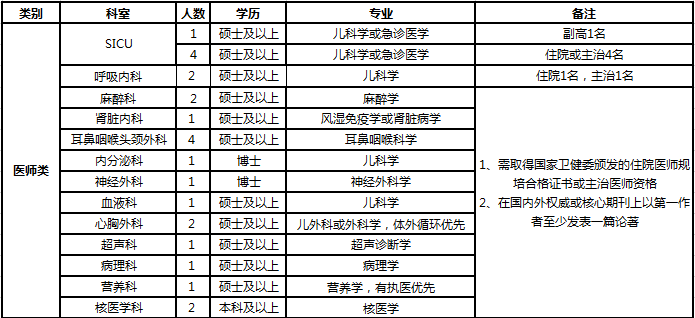 类别 科室 人数 学历 专业 备注
医师类 SICU 1 硕士及以上 儿科学或急诊医学 副高1名
4 硕士及以上 儿科学或急诊医学 住院或主治4名
呼吸内科 2 硕士及以上 儿科学 住院1名，主治1名
麻醉科 2 硕士及以上 麻醉学
肾脏内科 1 硕士及以上 风湿免疫学或肾脏病学
耳鼻咽喉头颈外科 4 硕士及以上 耳鼻咽喉科学
内分泌科 1 博士 儿科学
神经外科 1 博士 神经外科学
血液科 1 硕士及以上 儿科学
心胸外科 2 硕士及以上 儿外科或外科学，体外循环优先
超声科 1 硕士及以上 超声诊断学
病理科 1 硕士及以上 病理学
营养科 1 硕士及以上 营养学，有执医优先
核医学科 2 本科及以上 核医学
1、需取得国家卫健委颁发的住院医师规
培合格证书或主治医师资格
2、在国内外权威或核心期刊上以第一作
者至少发表一篇论著